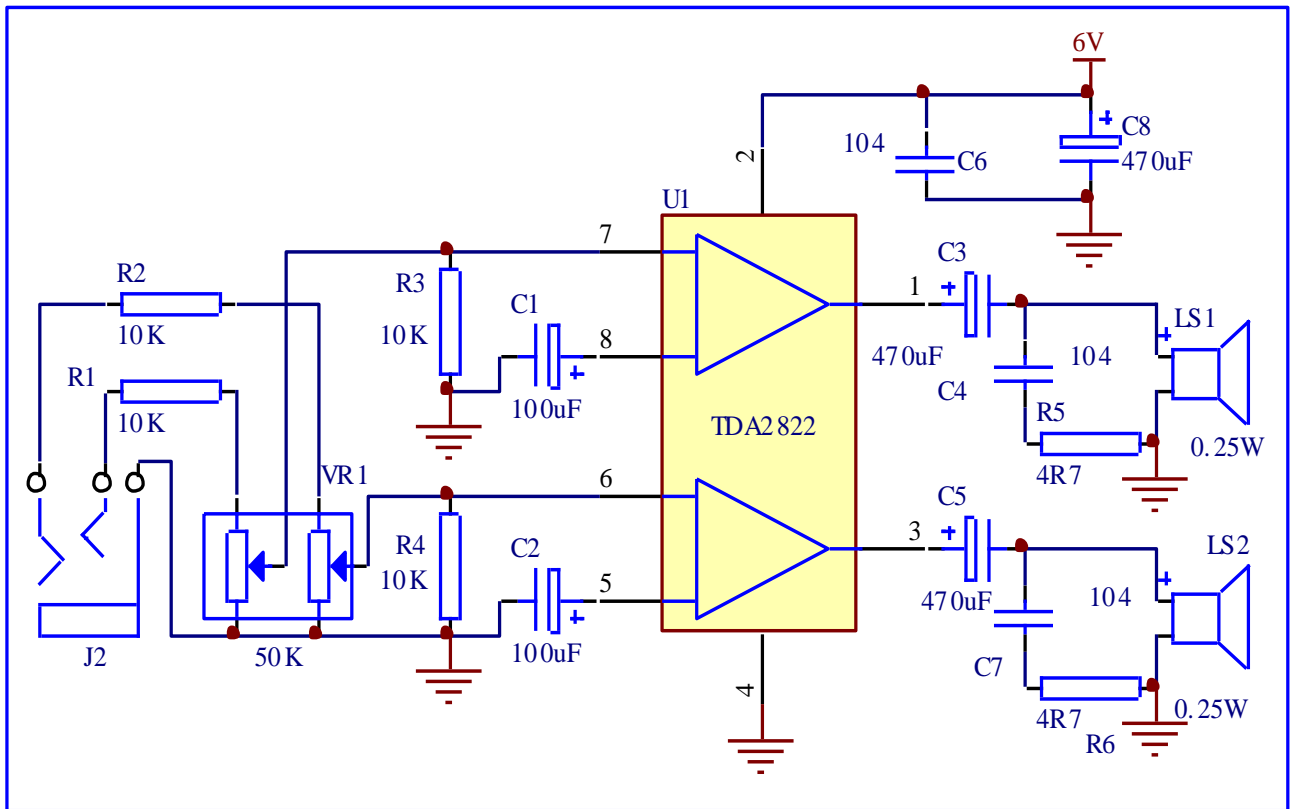 6V
C8
470uF
104
C6
2
U1
7
R3
10K
C1
8
100uF
R2
10K
R1
10K
VR1
TDA2822
1
C3
470uF
LS1
104
C4
R5
4R7
0.25W
6
R4
10K
C2
5
100uF
3
C5
470uF
LS2
104
C7
4R7
R6
0.25W
J2
50K
4